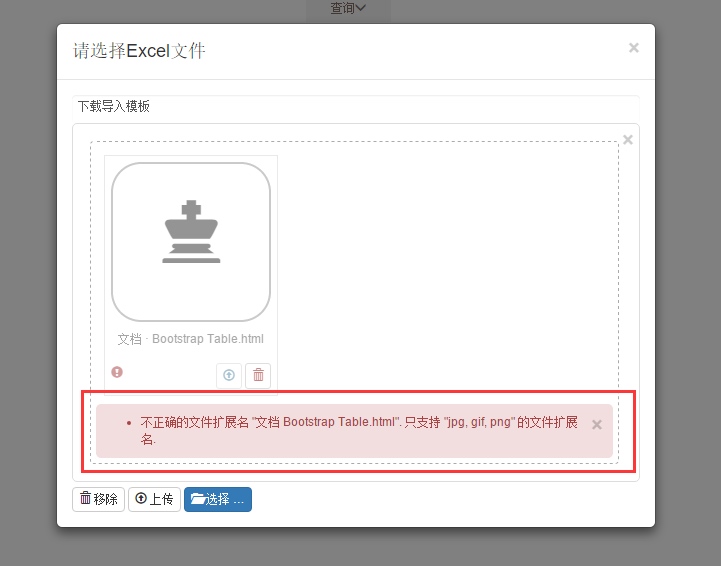 查询
请选择Excel文件
下载导入模板
文档 · Bootstrap Table.html
不正确的文件扩展名 "文档 Bootstrap Table.html". 只支持 "jpg, gif, png" 的文件扩展
名.
移除 上传 选择 ...